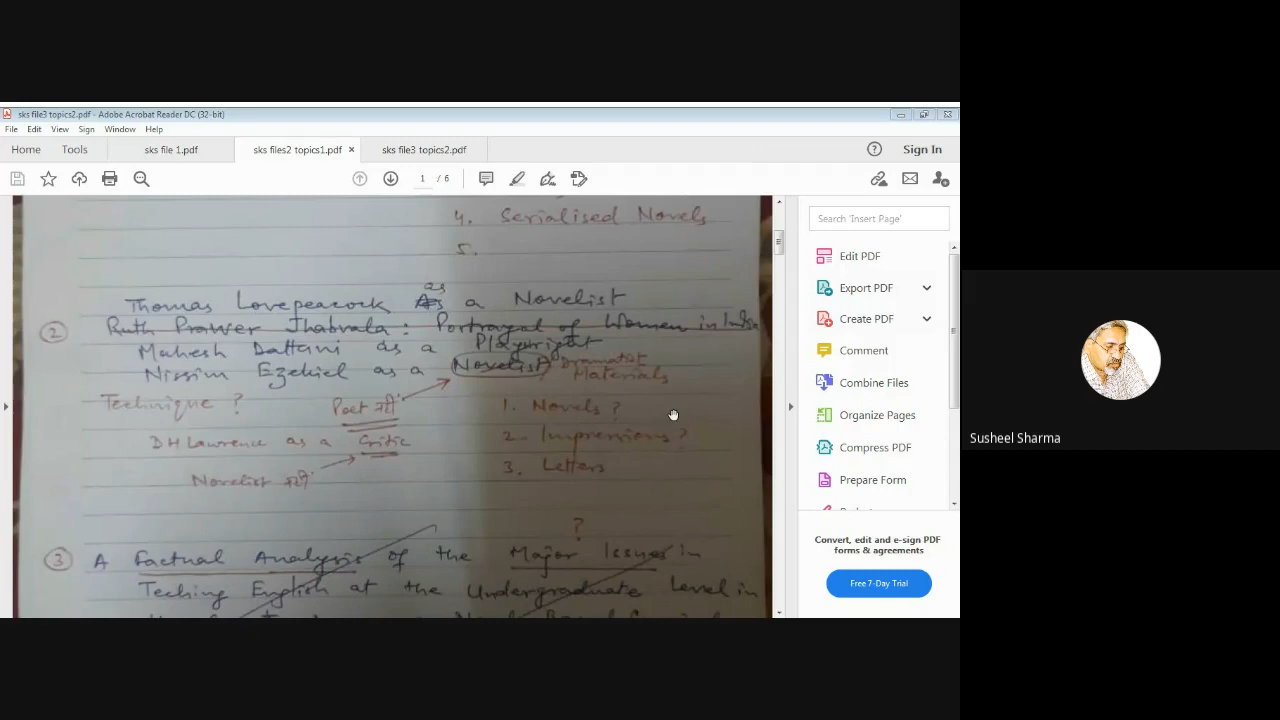 sks file3 topics2.pdf - Adobe Acrobat Reader DC (32-bit)
File Edit View Sign Window Help
Home Tools sks file 1.pdf sks files2 topics1.pdf × sks file3 topics2.pdf ? Sign In
1 / 6
4. Serialised Novels
5.
Thomas Lovepeacock As as a Novelist
② Ruth Prawer Jhabvala : Portrayal of Women in India
Mahesh Dattani as a Playwright
Nissim Ezekiel as a Novelist / Dramatist
Materials
Technique ? Poet नहीं 1. Novels ?
DH Lawrence as a Critic 2. Impressions ?
Novelist नहीं 3. Letters
?
③ A Factual Analysis of the Major Issues in
Teching English at the Undergraduate Level in
Search 'Insert Page'
Edit PDF
Export PDF
Create PDF
Comment
Combine Files
Organize Pages
Compress PDF
Prepare Form
Convert, edit and e-sign PDF
forms & agreements
Free 7-Day Trial
Susheel Sharma